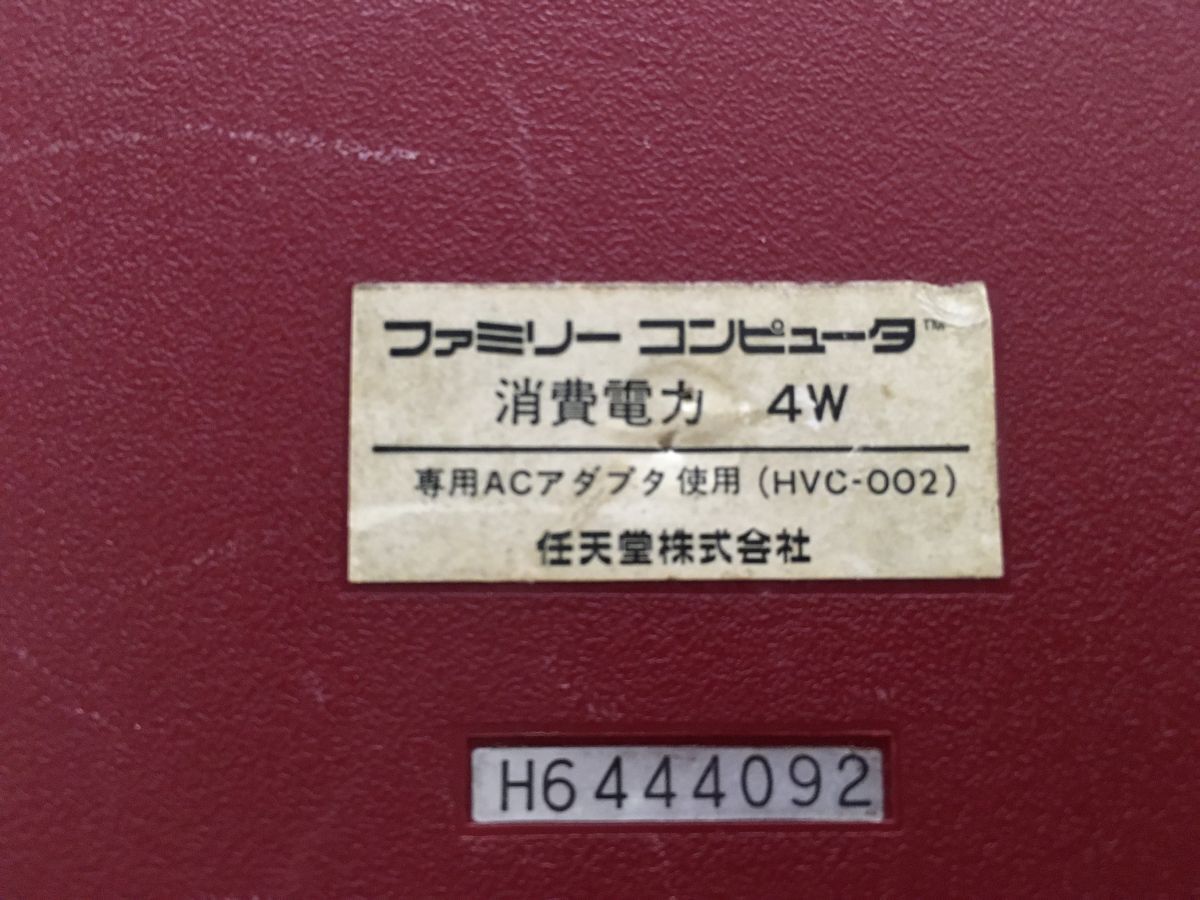 ファミリー コンピュータ™
消費電力 4W
専用ACアダプタ使用(HVC-002)
任天堂株式会社
H6444092